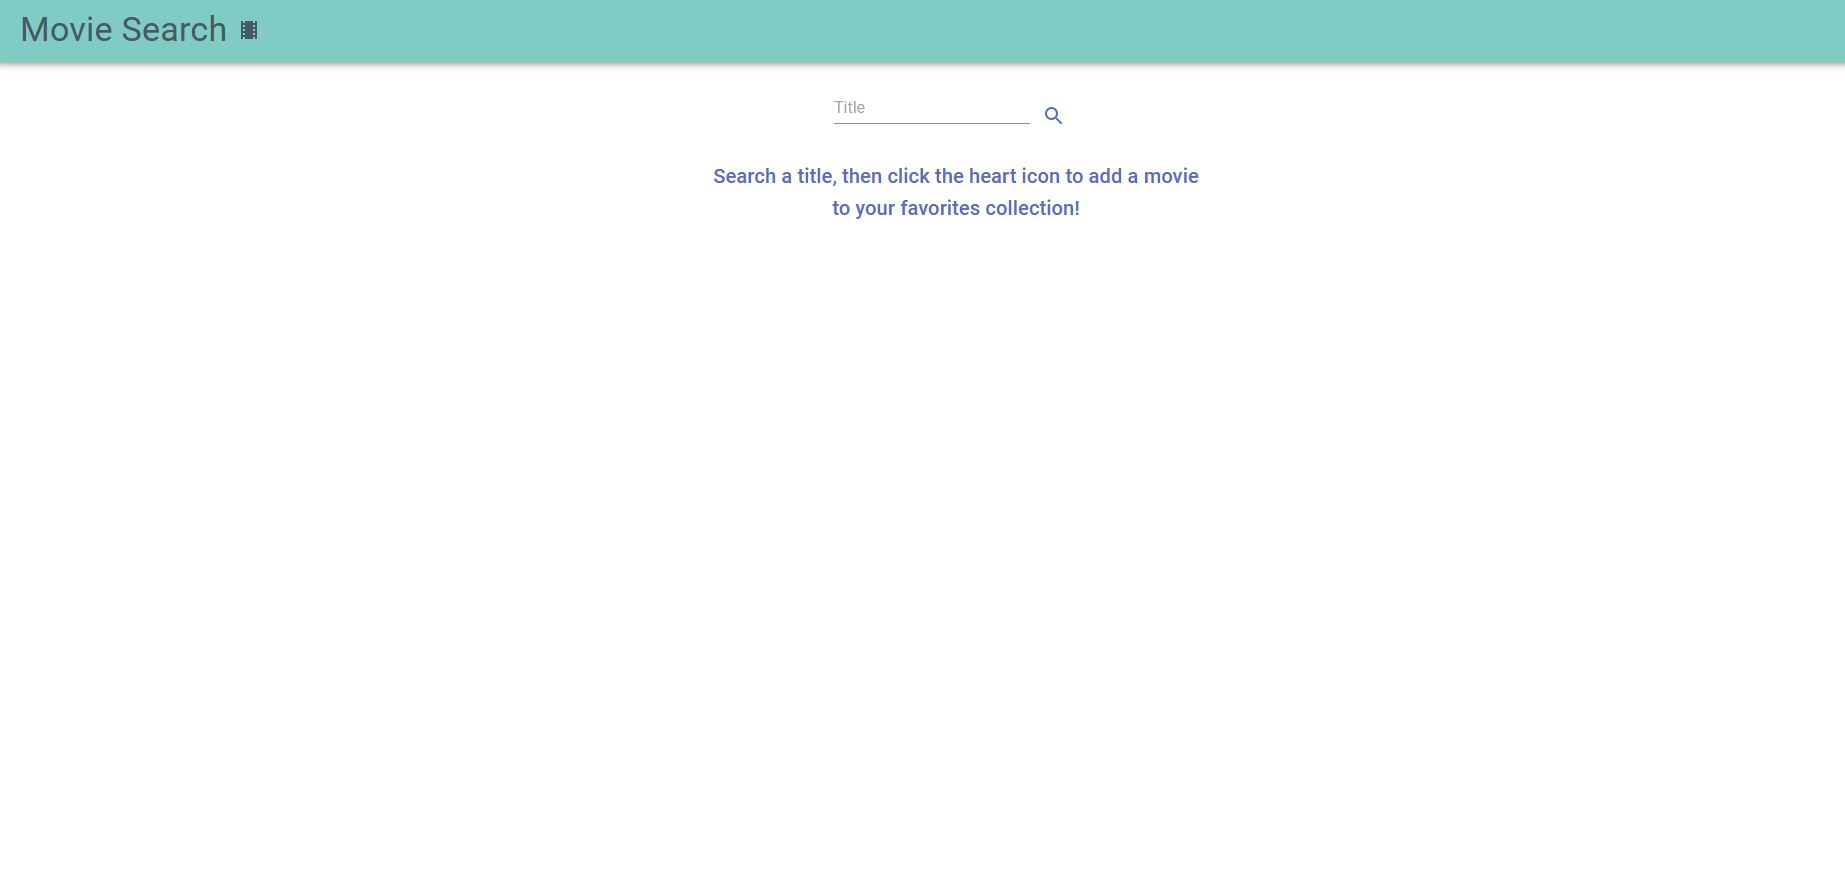 Movie Search
Title
Search a title, then click the heart icon to add a movie
to your favorites collection!